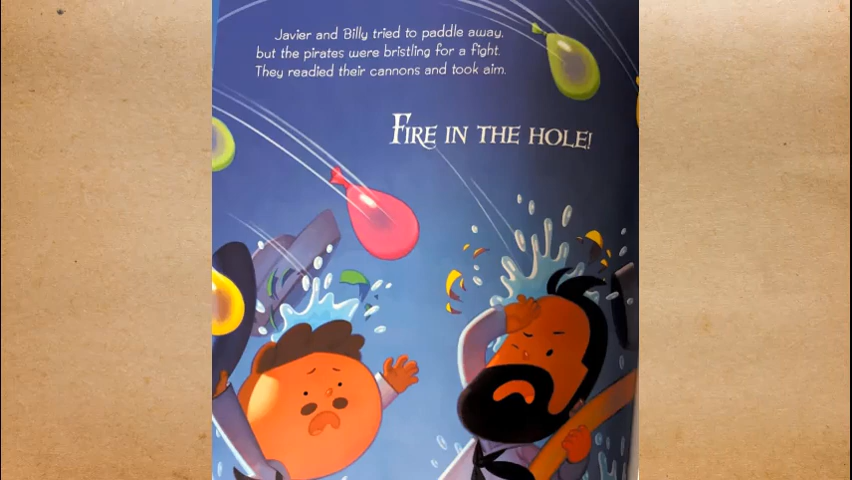 Javier and Billy tried to paddle away,
but the pirates were bristling for a fight.
They readied their cannons and took aim.
FIRE IN THE HOLE!